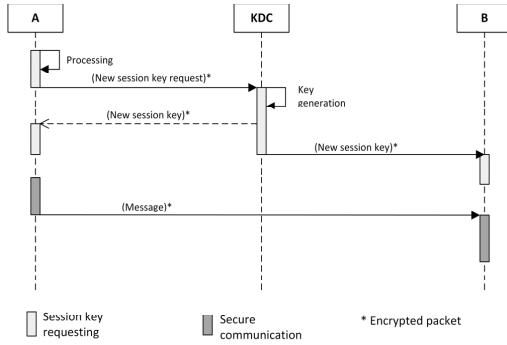 A
KDC
B
Processing
(New session key request)*
Key
generation
(New session key)*
(New session key)*
(Message)*
Session key
requesting
Secure
communication
* Encrypted packet